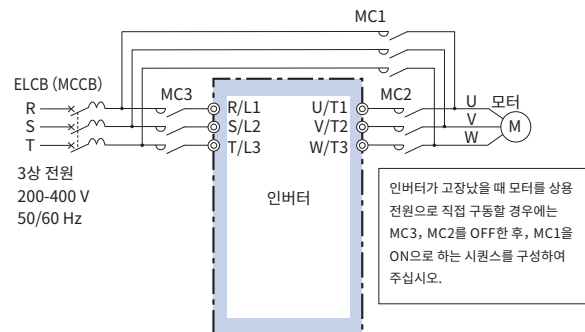 MC1
ELCB (MCCB)
MC3
R/L1
U/T1
MC2
U
모터
R
S
S/L2
V/T2
V
M
T
T/L3
W/T3
W
3상 전원
200-400 V
50/60 Hz
인버터
인버터가 고장났을 때 모터를 상용
전원으로 직접 구동할 경우에는
MC3, MC2를 OFF한 후, MC1을
ON으로 하는 시퀀스를 구성하여
주십시오.